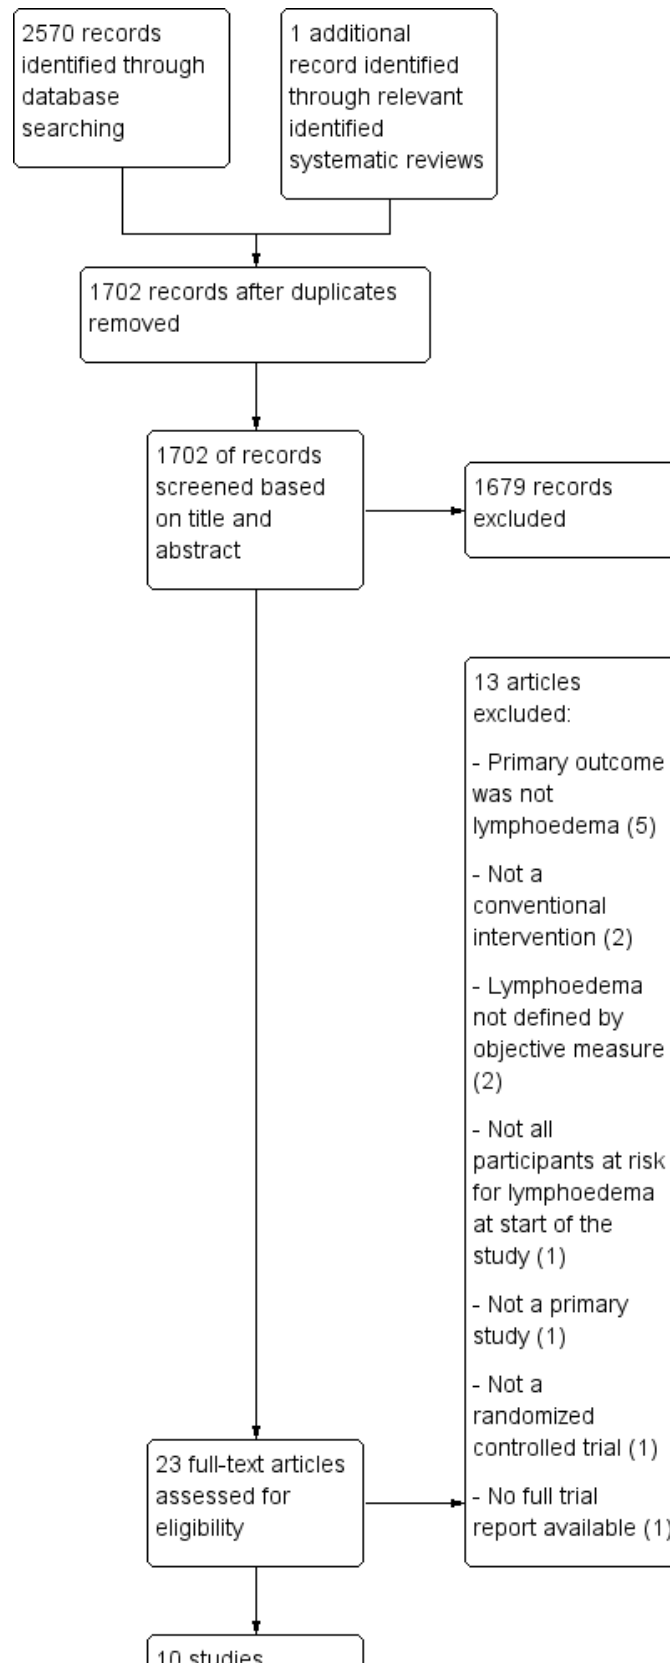 2570 records
identified through
database
searching
1 additional
record identified
through relevant
identified
systematic reviews
1702 records after duplicates
removed
1702 of records
screened based
on title and
abstract
1679 records
excluded
13 articles
excluded:
- Primary outcome
was not
lymphoedema (5)
- Not a
conventional
intervention (2)
- Lymphoedema
not defined by
objective measure
(2)
- Not all
participants at risk
for lymphoedema
at start of the
study (1)
- Not a primary
study (1)
- Not a
randomized
controlled trial (1)
- No full trial
report available (1)
23 full-text articles
assessed for
eligibility
10 studies